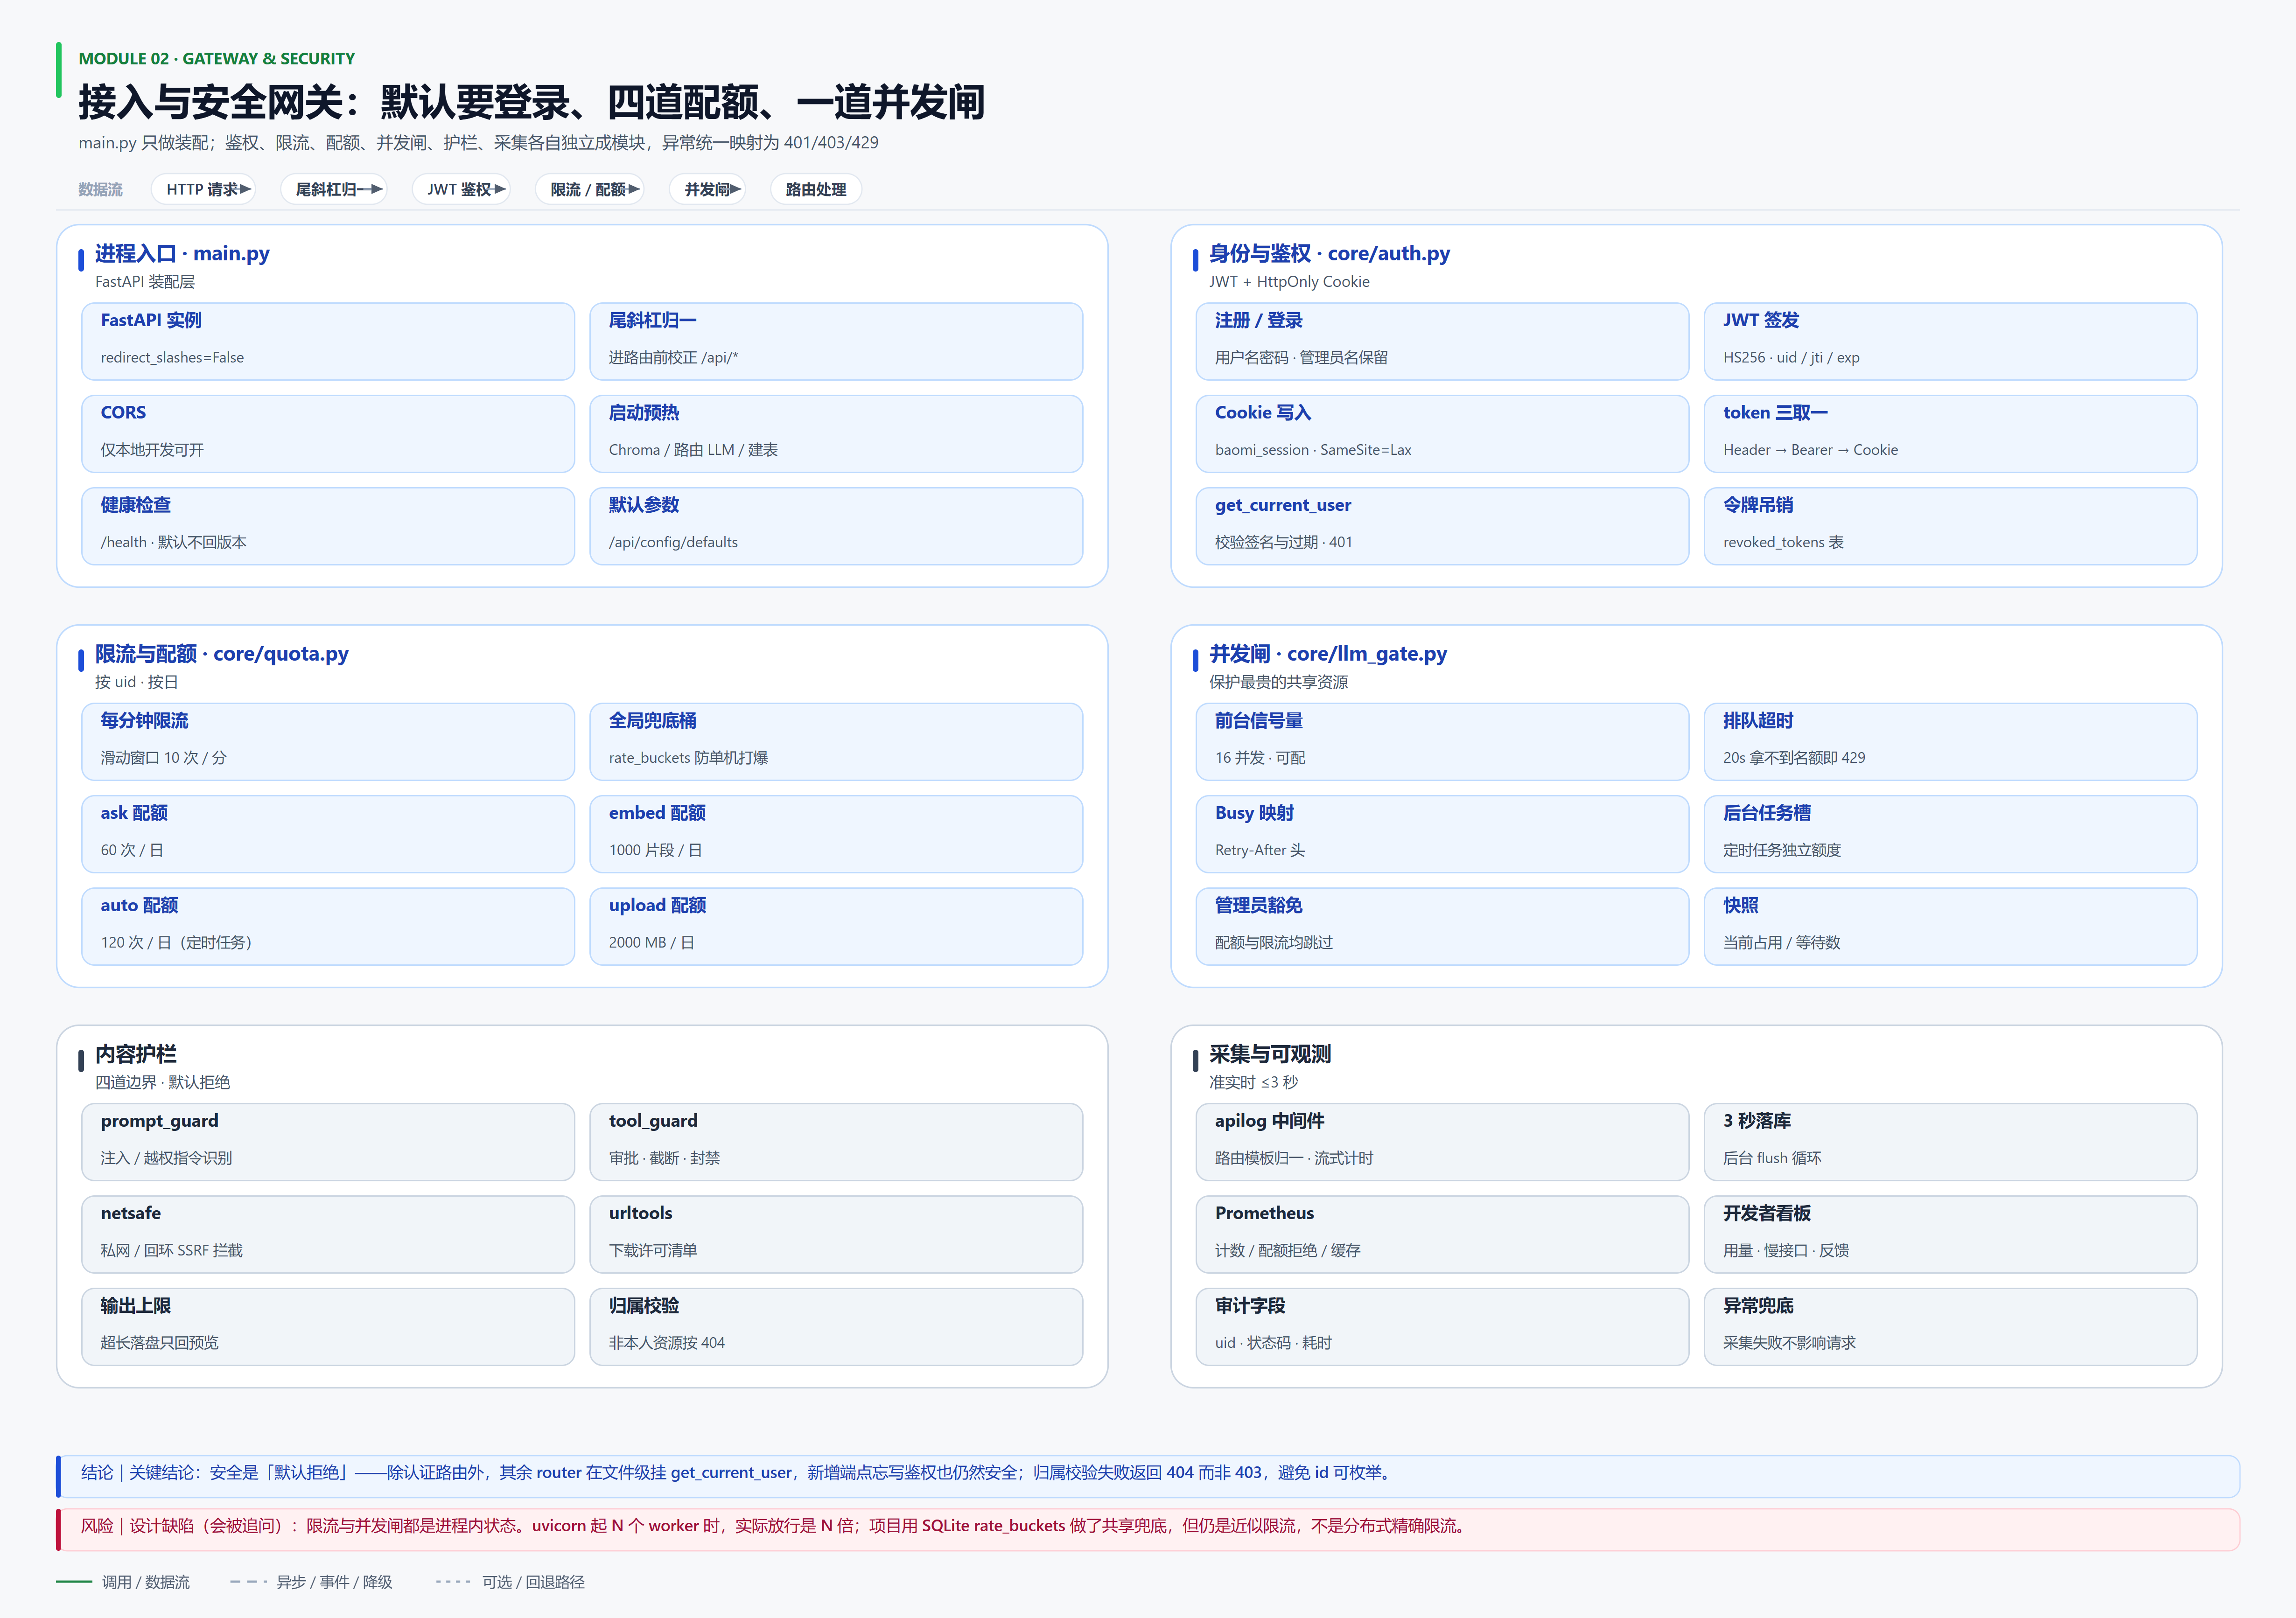 MODULE 02 · GATEWAY & SECURITY
接入与安全网关：默认要登录、四道配额、一道并发闸
main.py 只做装配；鉴权、限流、配额、并发闸、护栏、采集各自独立成模块，异常统一映射为 401/403/429
数据流 HTTP 请求 尾斜杠归一 JWT 鉴权 限流 / 配额 并发闸 路由处理
进程入口 · main.py
FastAPI 装配层
FastAPI 实例
redirect_slashes=False
尾斜杠归一
进路由前校正 /api/*
CORS
仅本地开发可开
启动预热
Chroma / 路由 LLM / 建表
健康检查
/health · 默认不回版本
默认参数
/api/config/defaults
身份与鉴权 · core/auth.py
JWT + HttpOnly Cookie
注册 / 登录
用户名密码 · 管理员名保留
JWT 签发
HS256 · uid / jti / exp
Cookie 写入
baomi_session · SameSite=Lax
token 三取一
Header → Bearer → Cookie
get_current_user
校验签名与过期 · 401
令牌吊销
revoked_tokens 表
限流与配额 · core/quota.py
按 uid · 按日
每分钟限流
滑动窗口 10 次 / 分
全局兜底桶
rate_buckets 防单机打爆
ask 配额
60 次 / 日
embed 配额
1000 片段 / 日
auto 配额
120 次 / 日（定时任务）
upload 配额
2000 MB / 日
并发闸 · core/llm_gate.py
保护最贵的共享资源
前台信号量
16 并发 · 可配
排队超时
20s 拿不到名额即 429
Busy 映射
Retry-After 头
后台任务槽
定时任务独立额度
管理员豁免
配额与限流均跳过
快照
当前占用 / 等待数
内容护栏
四道边界 · 默认拒绝
prompt_guard
注入 / 越权指令识别
tool_guard
审批 · 截断 · 封禁
netsafe
私网 / 回环 SSRF 拦截
urltools
下载许可清单
输出上限
超长落盘只回预览
归属校验
非本人资源按 404
采集与可观测
准实时 ≤3 秒
apilog 中间件
路由模板归一 · 流式计时
3 秒落库
后台 flush 循环
Prometheus
计数 / 配额拒绝 / 缓存
开发者看板
用量 · 慢接口 · 反馈
审计字段
uid · 状态码 · 耗时
异常兜底
采集失败不影响请求
结论｜关键结论：安全是「默认拒绝」——除认证路由外，其余 router 在文件级挂 get_current_user，新增端点忘写鉴权也仍然安全；归属校验失败返回 404 而非 403，避免 id 可枚举。
风险｜设计缺陷（会被追问）：限流与并发闸都是进程内状态。uvicorn 起 N 个 worker 时，实际放行是 N 倍；项目用 SQLite rate_buckets 做了共享兜底，但仍是近似限流，不是分布式精确限流。
调用 / 数据流 异步 / 事件 / 降级 可选 / 回退路径